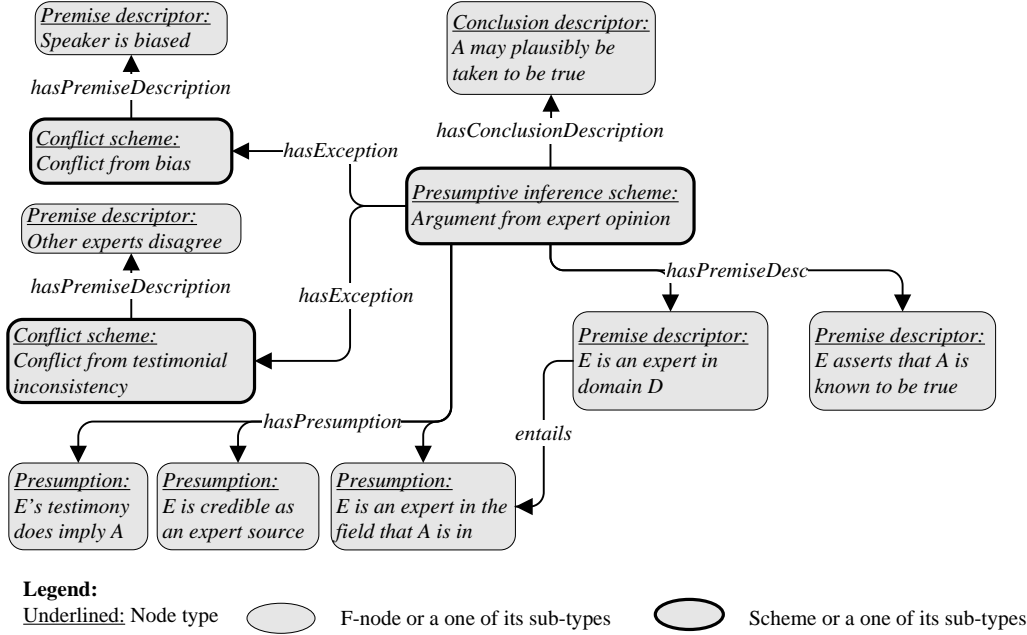 Premise descriptor:
Speaker is biased
Conclusion descriptor:
A may plausibly be
taken to be true
hasPremiseDescription
hasConclusionDescription
Conflict scheme:
Conflict from bias
hasException
Presumptive inference scheme:
Argument from expert opinion
Premise descriptor:
Other experts disagree
hasPremiseDesc
hasPremiseDescription
hasException
Conflict scheme:
Conflict from testimonial
inconsistency
Premise descriptor:
E is an expert in
domain D
Premise descriptor:
E asserts that A is
known to be true
hasPresumption
entails
Presumption:
E's testimony
does imply A
Presumption:
E is credible as
an expert source
Presumption:
E is an expert in the
field that A is in
Legend:
Underlined: Node type
F-node or a one of its sub-types
Scheme or a one of its sub-types